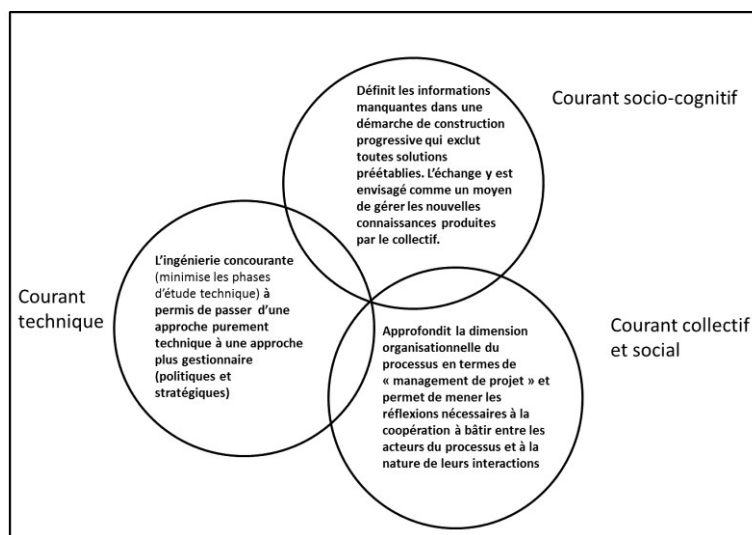 Définit les informations
manquantes dans une
démarche de construction
progressive qui exclut
toutes solutions
préétablies. L’échange y est
envisagé comme un moyen
de gérer les nouvelles
connaissances produites
par le collectif.
Courant socio-cognitif
Courant
technique
L’ingénierie concourante
(minimise les phases
d’étude technique) à
permis de passer d’une
approche purement
technique à une approche
plus gestionnaire
(politiques et
stratégiques)
Approfondit la dimension
organisationnelle du
processus en termes de
« management de projet » et
permet de mener les
réflexions nécessaires à la
coopération à bâtir entre les
acteurs du processus et à la
nature de leurs interactions
Courant collectif
et social